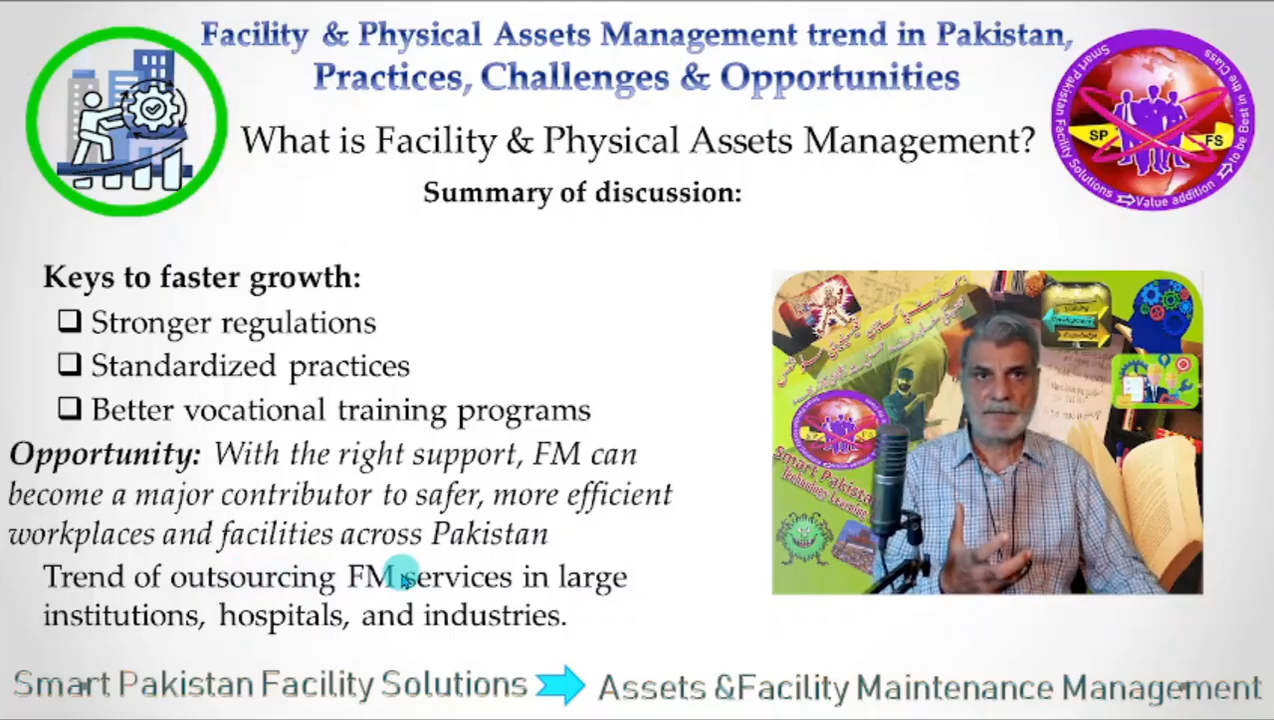 Facility & Physical Assets Management trend in Pakistan,
Practices, Challenges & Opportunities
What is Facility & Physical Assets Management?
Summary of discussion:
Keys to faster growth:
Stronger regulations
Standardized practices
Better vocational training programs
Opportunity: With the right support, FM can
become a major contributor to safer, more efficient
workplaces and facilities across Pakistan
Trend of outsourcing FM services in large
institutions, hospitals, and industries.
Smart Pakistan Facility Solutions
Value addition
to be Best in the Class
SP
FS
Smart Pakistan
Technology Learning
Smart Pakistan Facility Solutions
Assets &Facility Maintenance Management